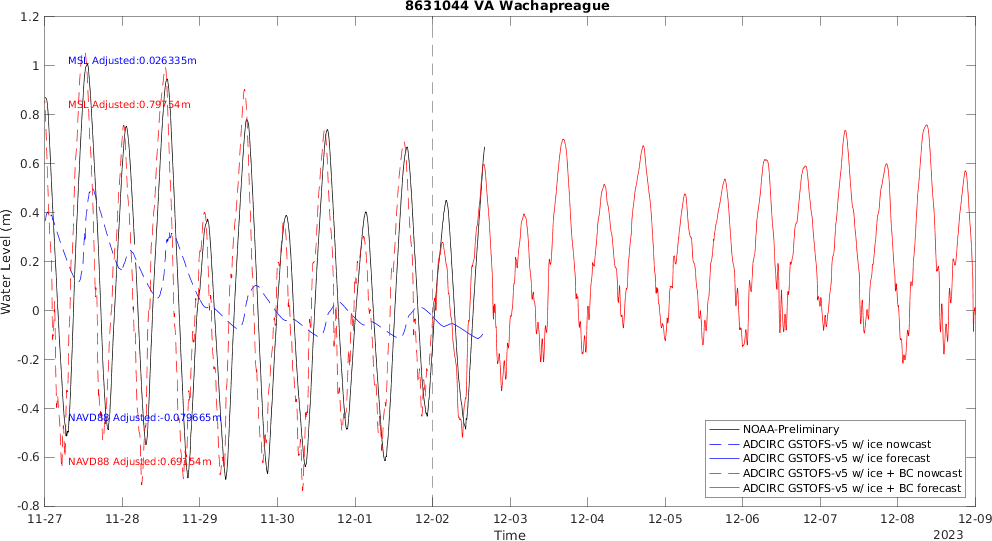 8631044 VA Wachapreague
1.2
1
0.8
0.6
0.4
0.2
0
-0.2
-0.4
-0.6
-0.8
Water Level (m)
MSL Adjusted:0.026335m
MSL Adjusted:0.79754m
NAVD88 Adjusted:-0.079665m
NAVD88 Adjusted:0.69154m
NOAA-Preliminary
ADCIRC GSTOFS-v5 w/ ice nowcast
ADCIRC GSTOFS-v5 w/ ice forecast
ADCIRC GSTOFS-v5 w/ ice + BC nowcast
ADCIRC GSTOFS-v5 w/ ice + BC forecast
11-27 11-28 11-29 11-30 12-01 12-02 12-03 12-04 12-05 12-06 12-07 12-08 12-09
Time
2023